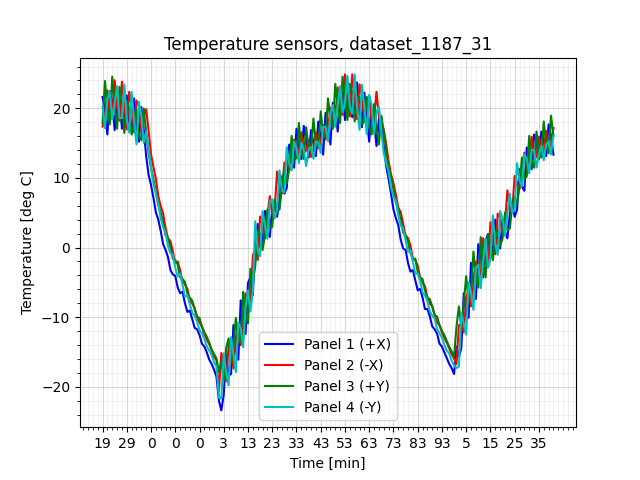 Temperature sensors, dataset_1187_31
Temperature [deg C]
20
10
0
−10
−20
Panel 1 (+X)
Panel 2 (-X)
Panel 3 (+Y)
Panel 4 (-Y)
19 29 0 0 0 3 13 23 33 43 53 63 73 83 93 5 15 25 35
Time [min]